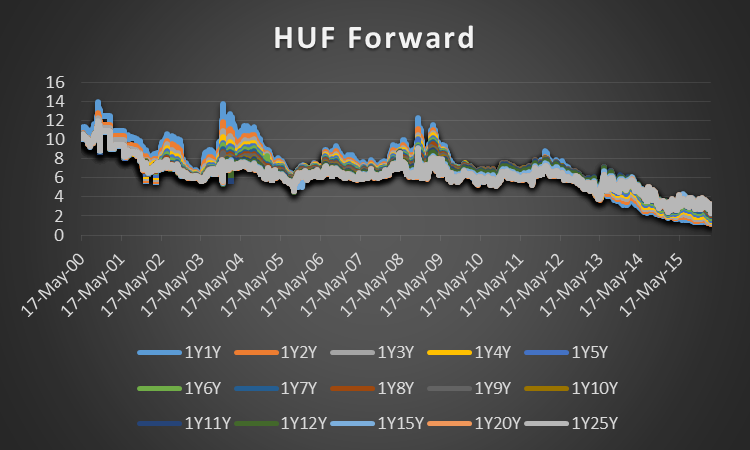 HUF Forward
16
14
12
10
8
6
4
2
0
17-May-00 17-May-01 17-May-02 17-May-03 17-May-04 17-May-05 17-May-06 17-May-07 17-May-08 17-May-09 17-May-10 17-May-11 17-May-12 17-May-13 17-May-14 17-May-15
1Y1Y 1Y2Y 1Y3Y 1Y4Y 1Y5Y
1Y6Y 1Y7Y 1Y8Y 1Y9Y 1Y10Y
1Y11Y 1Y12Y 1Y15Y 1Y20Y 1Y25Y